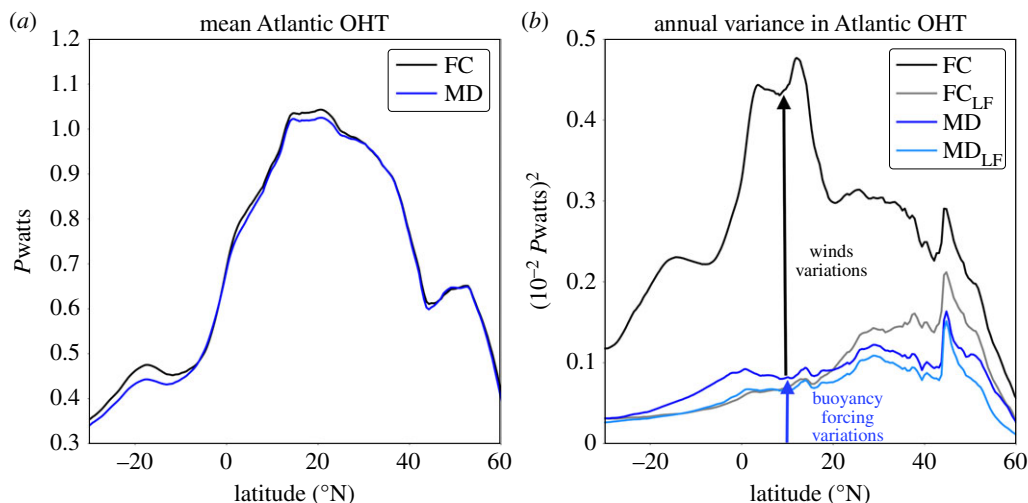 (a) mean Atlantic OHT
1.2
1.1
1.0
0.9
0.8
0.7
0.6
0.5
0.4
0.3
Pwatts
FC
MD
−20 0 20 40 60
latitude (°N)
(b) annual variance in Atlantic OHT
0.5
0.4
0.3
0.2
0.1
0
(10⁻² Pwatts)²
FC
FC_LF
MD
MD_LF
winds
variations
buoyancy
forcing
variations
−20 0 20 40 60
latitude (°N)